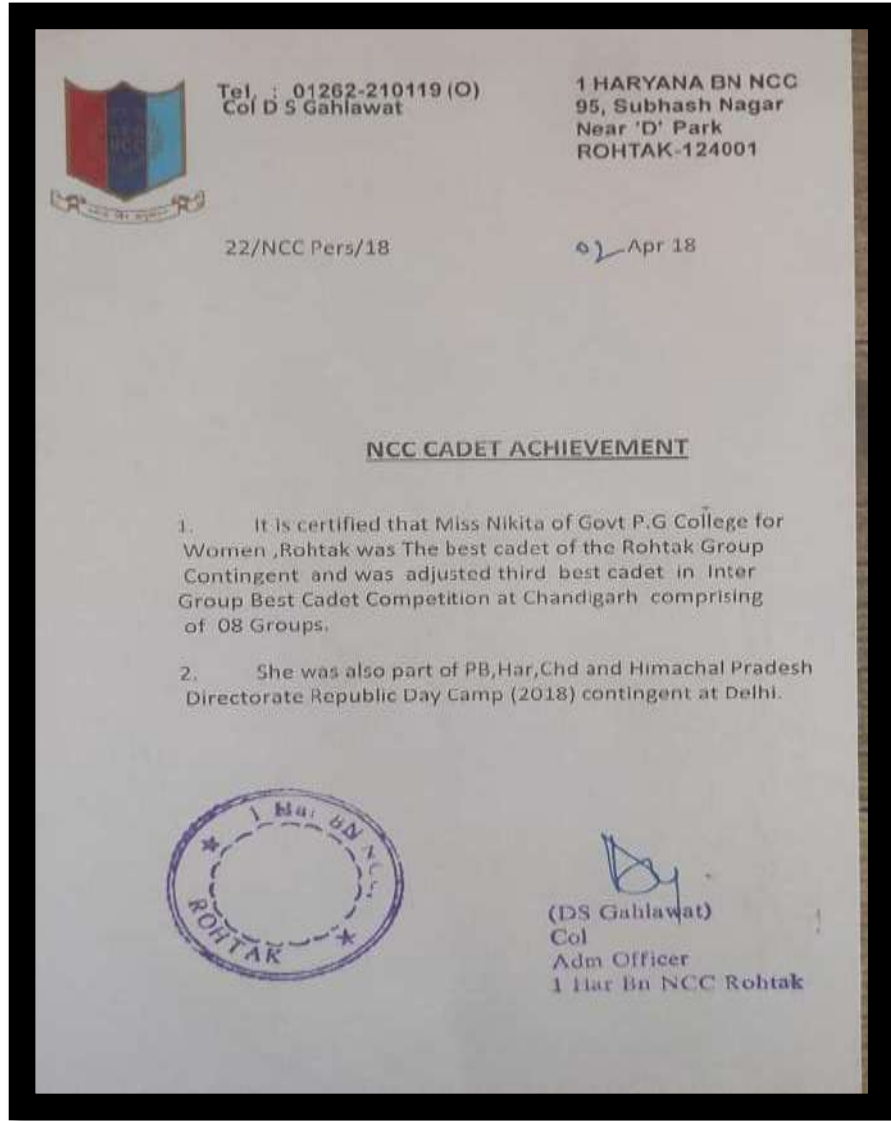 Tel. : 01262-210119 (O)
Col D S Gahlawat
1 HARYANA BN NCC
95, Subhash Nagar
Near 'D' Park
ROHTAK-124001
NCC
22/NCC Pers/18
02 Apr 18
NCC CADET ACHIEVEMENT
1. It is certified that Miss Nikita of Govt P.G College for
Women ,Rohtak was The best cadet of the Rohtak Group
Contingent and was adjusted third best cadet in Inter
Group Best Cadet Competition at Chandigarh comprising
of 08 Groups.
2. She was also part of PB,Har,Chd and Himachal Pradesh
Directorate Republic Day Camp (2018) contingent at Delhi.
1 Har BN NCC,
ROHTAK
(DS Gahlawat)
Col
Adm Officer
1 Har Bn NCC Rohtak